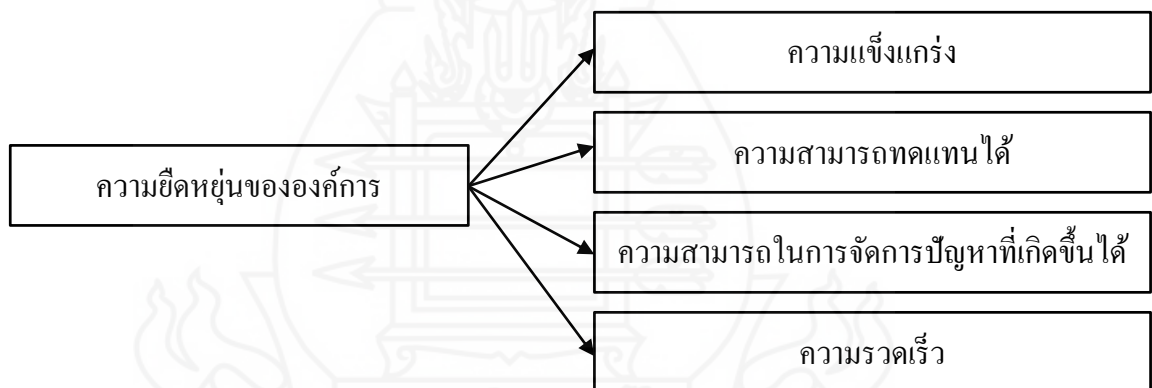 ความแข็งแกร่ง
ความสามารถทดแทนได้
ความยืดหยุ่นขององค์การ
ความสามารถในการจัดการปัญหาที่เกิดขึ้นได้
ความรวดเร็ว